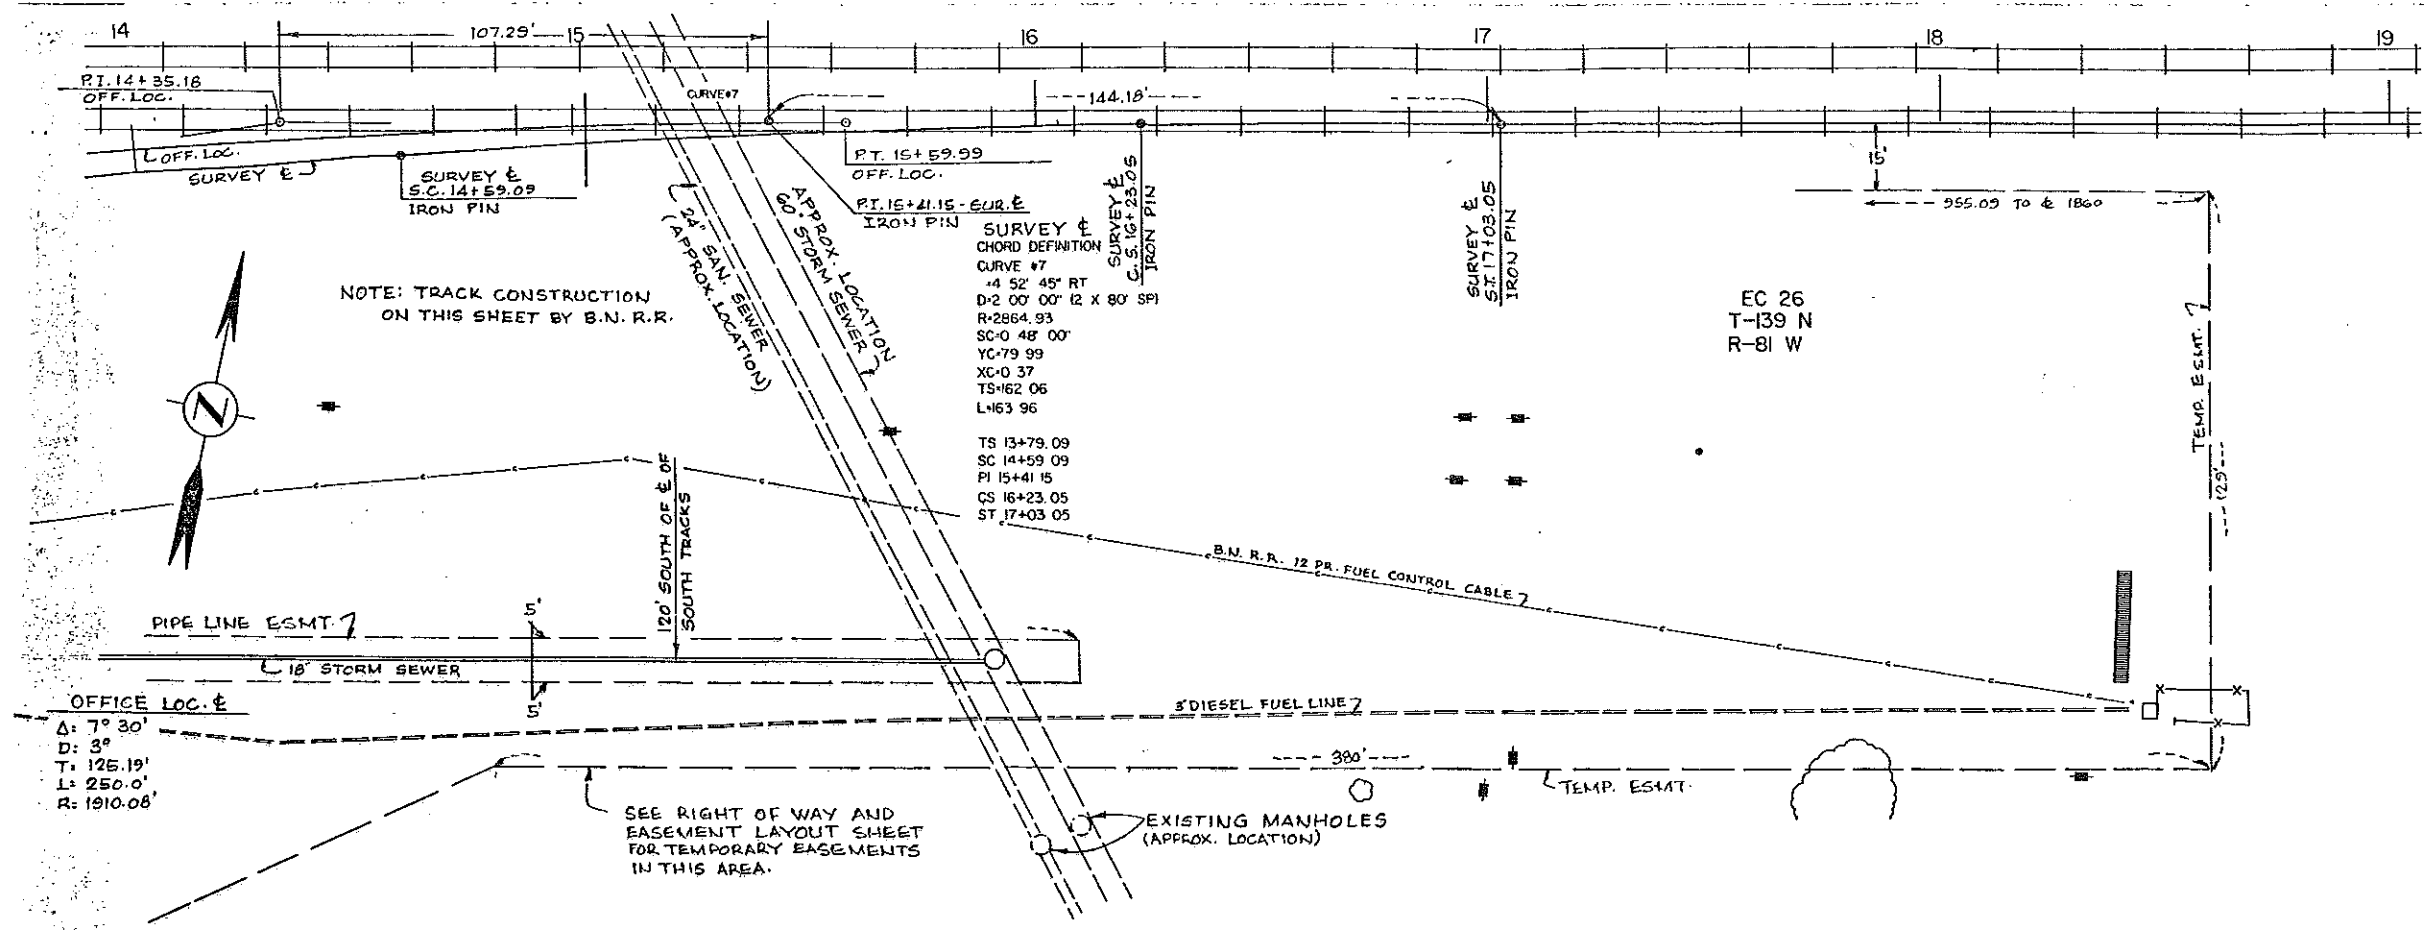 14
107.29'
15
16
17
18
19
P.I. 14+35.18
OFF. LOC.
CURVE#7
144.18'
OFF. LOC.
SURVEY ℄
SURVEY ℄
S.C. 14+59.09
IRON PIN
P.T. 15+59.99
OFF. LOC.
P.I. 15+41.15-SUR.℄
IRON PIN
SURVEY ℄
C.S. 16+23.05
IRON PIN
SURVEY ℄
S.T. 17+03.05
IRON PIN
15'
955.09 TO ℄ 1860
24" SAN. SEWER
(APPROX. LOCATION)
APPROX. LOCATION
60" STORM SEWER
SURVEY ℄
CHORD DEFINITION
CURVE #7
4 52' 45" RT
D=2 00' 00" (2 X 80' SP)
R=2864.93
SC=0 48' 00"
YC=79 99
XC=0 37
TS=162 06
L=163 96
TS 13+79.09
SC 14+59 09
PI 15+41 15
CS 16+23.05
ST 17+03 05
NOTE: TRACK CONSTRUCTION
ON THIS SHEET BY B.N.R.R.
N
EC 26
T-139 N
R-81 W
TEMP. ESMT.
125'
120' SOUTH OF ℄ OF
SOUTH TRACKS
B.N.R.R. 12 PR. FUEL CONTROL CABLE
PIPE LINE ESMT.
5'
18" STORM SEWER
5'
3" DIESEL FUEL LINE
OFFICE LOC. ℄
Δ: 7° 30'
D: 3°
T: 125.19'
L: 250.0'
R: 1910.08'
380'
TEMP. ESMT.
SEE RIGHT OF WAY AND
EASEMENT LAYOUT SHEET
FOR TEMPORARY EASEMENTS
IN THIS AREA.
EXISTING MANHOLES
(APPROX. LOCATION)